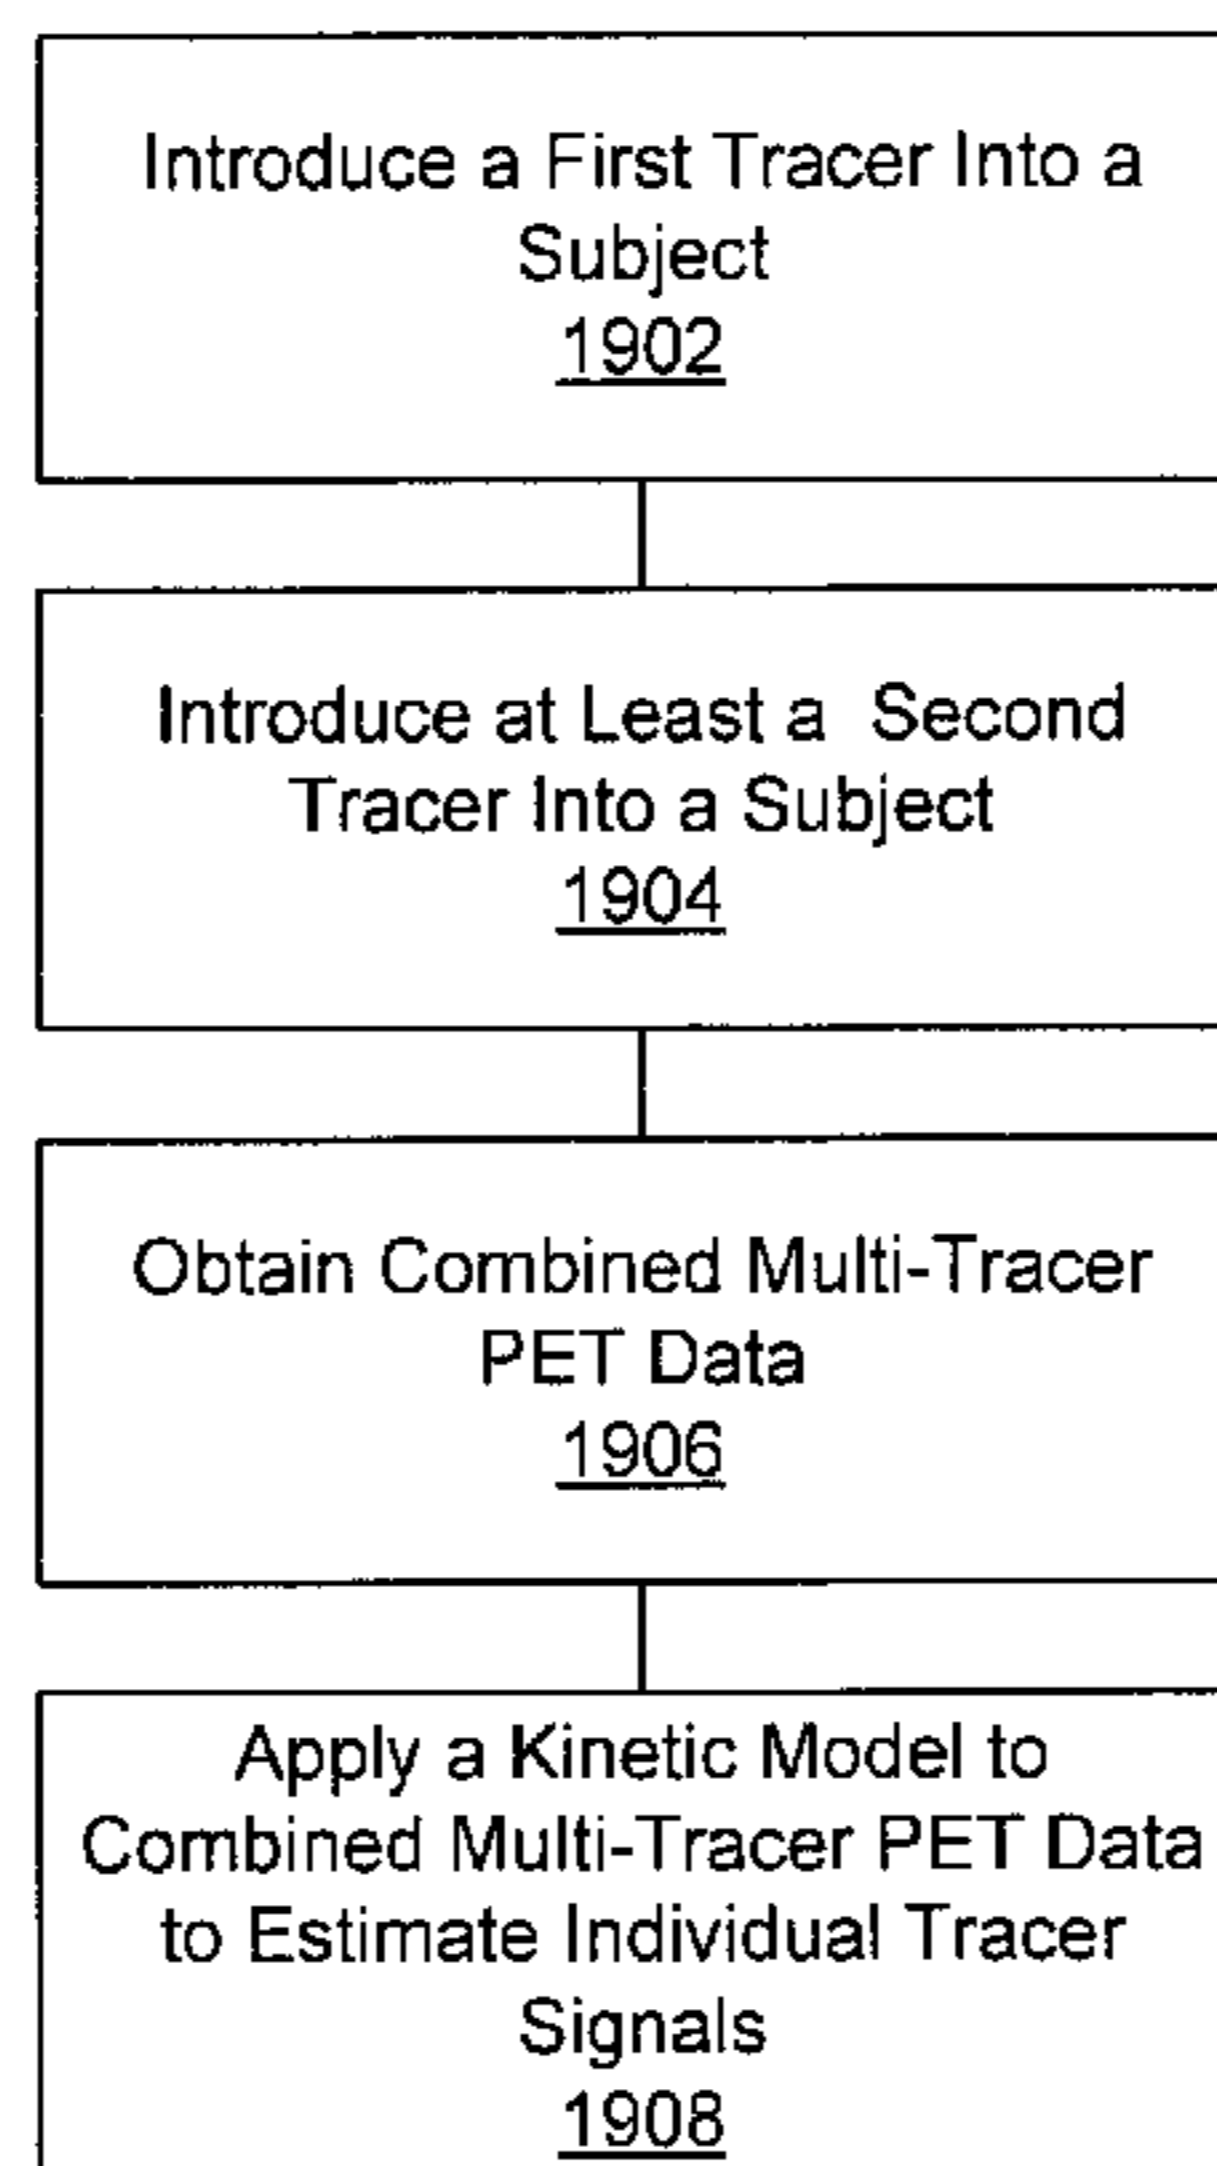 Introduce a First Tracer Into a
Subject
1902
Introduce at Least a Second
Tracer Into a Subject
1904
Obtain Combined Multi-Tracer
PET Data
1906
Apply a Kinetic Model to
Combined Multi-Tracer PET Data
to Estimate Individual Tracer
Signals
1908